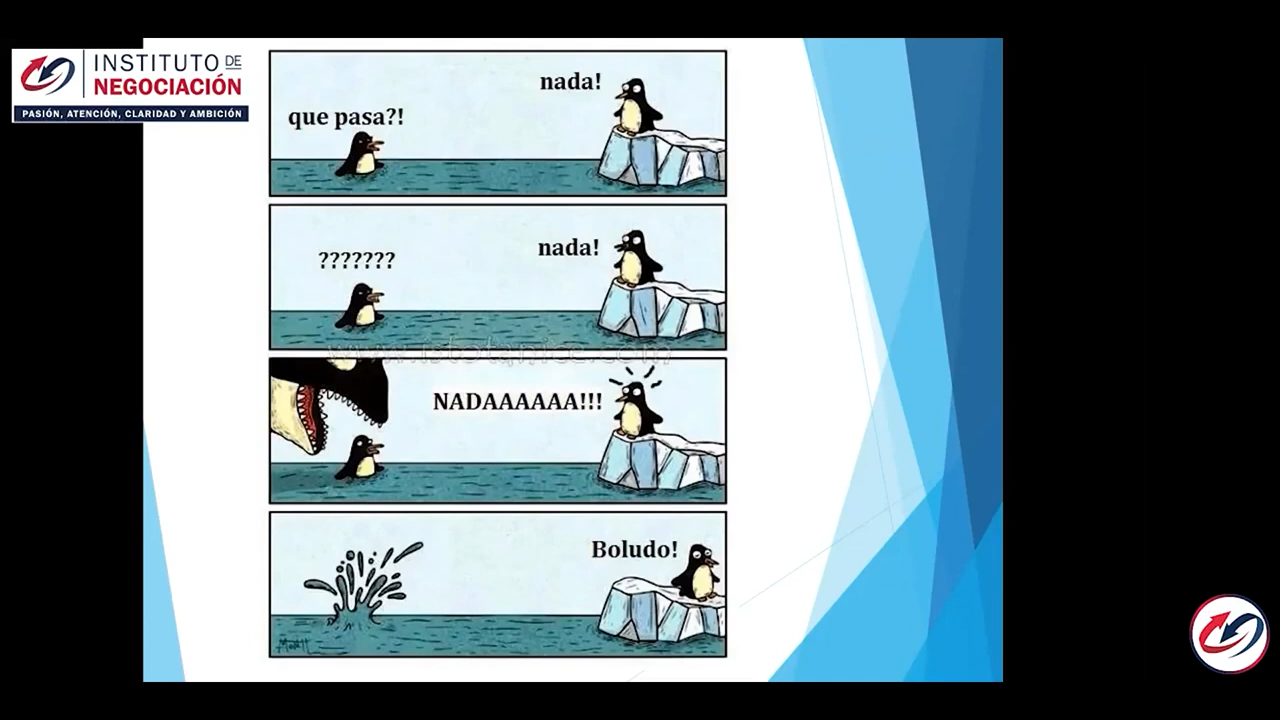 INSTITUTO DE
NEGOCIACIÓN
PASIÓN, ATENCIÓN, CLARIDAD Y AMBICIÓN
nada!
que pasa?!
nada!
???????
NADAAAAAA!!!
Boludo!